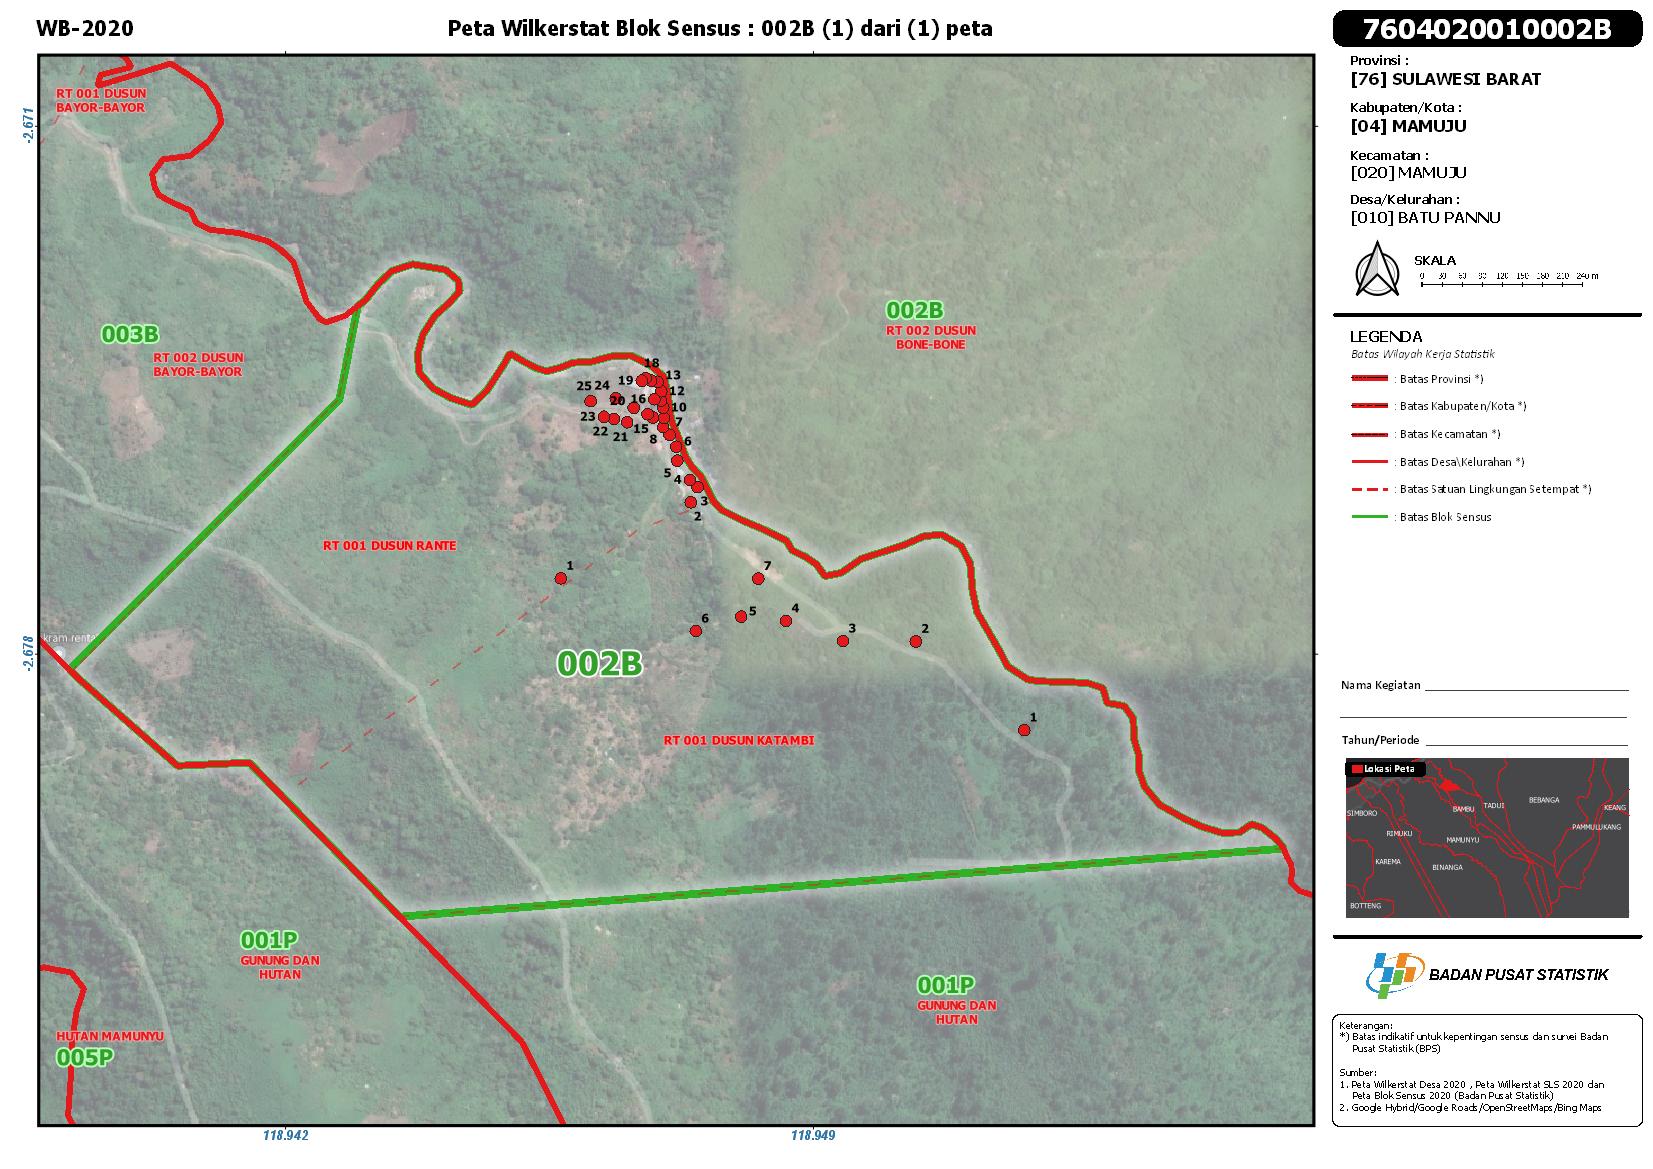 WB-2020
Peta Wilkerstat Blok Sensus : 002B (1) dari (1) peta
7604020010002B
Provinsi :
[76] SULAWESI BARAT
Kabupaten/Kota :
[04] MAMUJU
Kecamatan :
[020] MAMUJU
Desa/Kelurahan :
[010] BATU PANNU
SKALA
0 30 60 90 120 150 180 210 240 m
LEGENDA
Batas Wilayah Kerja Statistik
: Batas Provinsi *)
: Batas Kabupaten/Kota *)
: Batas Kecamatan *)
: Batas Desa\Kelurahan *)
: Batas Satuan Lingkungan Setempat *)
: Batas Blok Sensus
Nama Kegiatan
Tahun/Periode
Lokasi Peta
SIMBORO
RIMUKU
KAREMA
BOTTENG
BAMBU
TADUI
BEBANGA
KEANG
PAMMULUKANG
MAMUNYU
BINANGA
BADAN PUSAT STATISTIK
Keterangan:
*) Batas indikatif untuk kepentingan sensus dan survei Badan
Pusat Statistik (BPS)
Sumber:
1. Peta Wilkerstat Desa 2020 , Peta Wilkerstat SLS 2020 dan
Peta Blok Sensus 2020 (Badan Pusat Statistik)
2. Google Hybrid/Google Roads/OpenStreetMaps/Bing Maps
-2.671
-2.678
118.942
118.949
RT 001 DUSUN
BAYOR-BAYOR
003B
RT 002 DUSUN
BAYOR-BAYOR
002B
RT 002 DUSUN
BONE-BONE
18
19
13
12
25 24
20 16
10
23
22
21
15
7
8
6
5
4
3
2
RT 001 DUSUN RANTE
1
7
6
5
4
3
2
1
kram renta
002B
RT 001 DUSUN KATAMBI
001P
GUNUNG DAN
HUTAN
001P
GUNUNG DAN
HUTAN
HUTAN MAMUNYU
005P